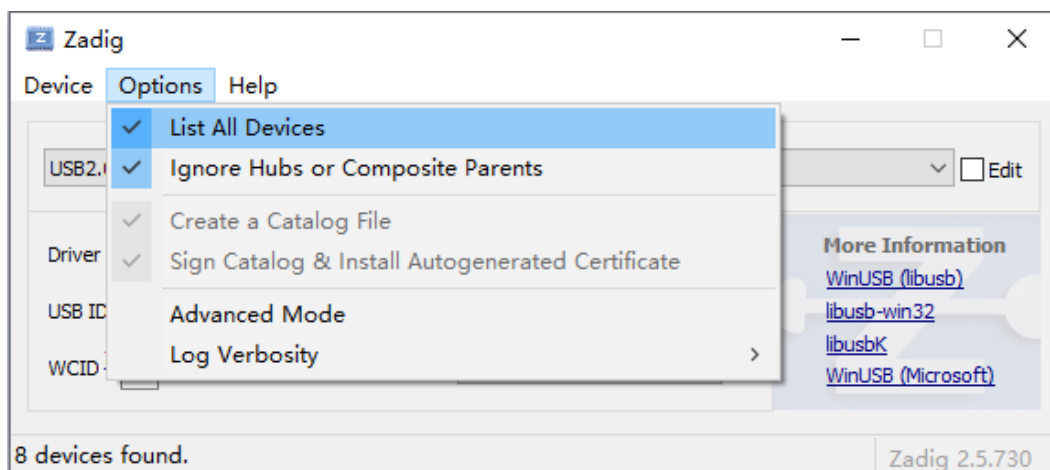 Zadig
Device Options Help
List All Devices
Ignore Hubs or Composite Parents
USB2. Edit
Create a Catalog File
Sign Catalog & Install Autogenerated Certificate
Driver
More Information
WinUSB (libusb)
USB ID
libusb-win32
Advanced Mode
Log Verbosity
libusbK
WCID
WinUSB (Microsoft)
8 devices found.
Zadig 2.5.730